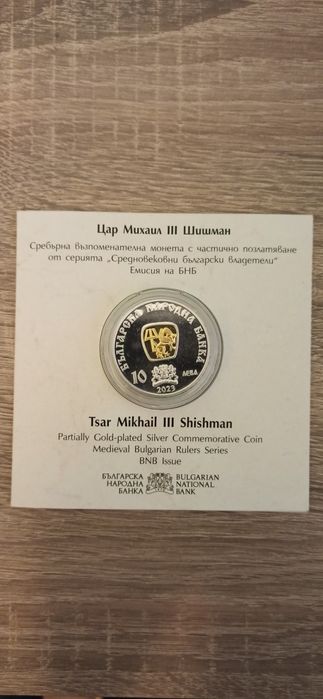 Цар Михаил III Шишман
Сребърна възпоменателна монета с частично позлатяване
от серията „Средновековни български владетели“
Емисия на БНБ
БЪЛГАРСКА НАРОДНА БАНКА
10 ЛЕВА
2023
Tsar Mikhail III Shishman
Partially Gold-plated Silver Commemorative Coin
Medieval Bulgarian Rulers Series
BNB Issue
БЪЛГАРСКА BULGARIAN
НАРОДНА NATIONAL
БАНКА BANK